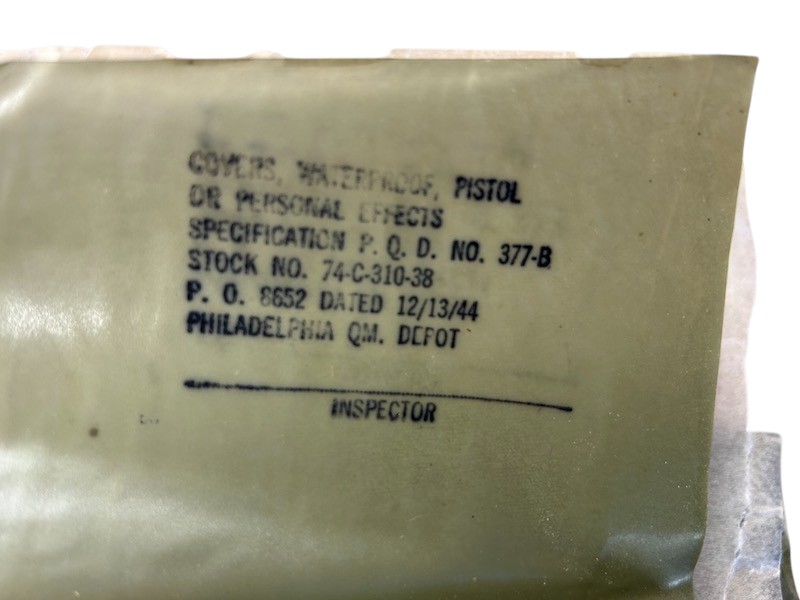 COVERS, WATERPROOF, PISTOL
OR PERSONAL EFFECTS
SPECIFICATION P. Q. D. NO. 377-B
STOCK NO. 74-C-310-38
P. O. 8652 DATED 12/13/44
PHILADELPHIA QM. DEPOT
INSPECTOR